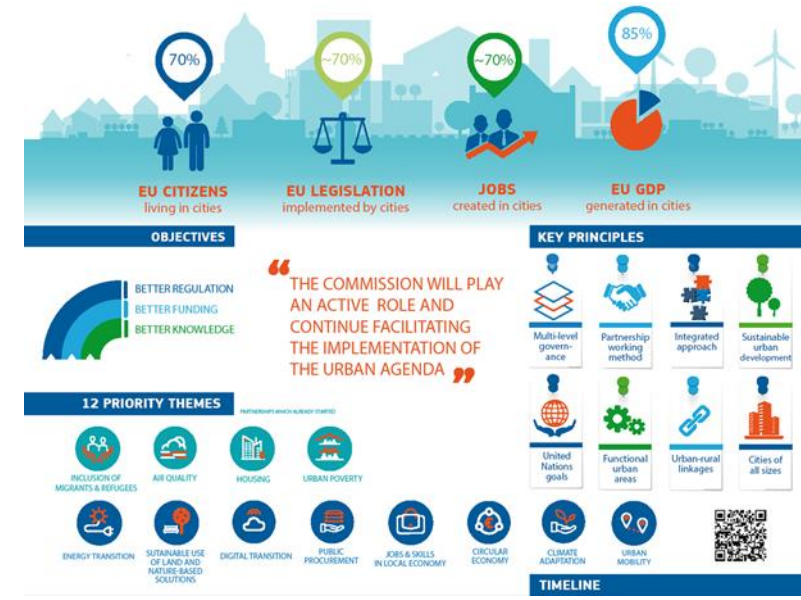 70%
~70%
~70%
85%
EU CITIZENS
living in cities
EU LEGISLATION
implemented by cities
JOBS
created in cities
EU GDP
generated in cities
OBJECTIVES
BETTER REGULATION
BETTER FUNDING
BETTER KNOWLEDGE
“
THE COMMISSION WILL PLAY
AN ACTIVE ROLE AND
CONTINUE FACILITATING
THE IMPLEMENTATION OF
THE URBAN AGENDA ”
KEY PRINCIPLES
Multi-level
govern-
ance
Partnership
working
method
Integrated
approach
Sustainable
urban
development
United
Nations
goals
Functional
urban
areas
Urban-rural
linkages
Cities of
all sizes
12 PRIORITY THEMES
PARTNERSHIPS WHICH ALREADY STARTED
INCLUSION OF
MIGRANTS & REFUGEES
AIR QUALITY
HOUSING
URBAN POVERTY
ENERGY TRANSITION
SUTAINABLE USE
OF LAND AND
NATURE-BASED
SOLUTIONS
DIGITAL TRANSITION
PUBLIC
PROCUREMENT
JOBS & SKILLS
IN LOCAL ECONOMY
CIRCULAR
ECONOMY
CLIMATE
ADAPTATION
URBAN
MOBILITY
TIMELINE